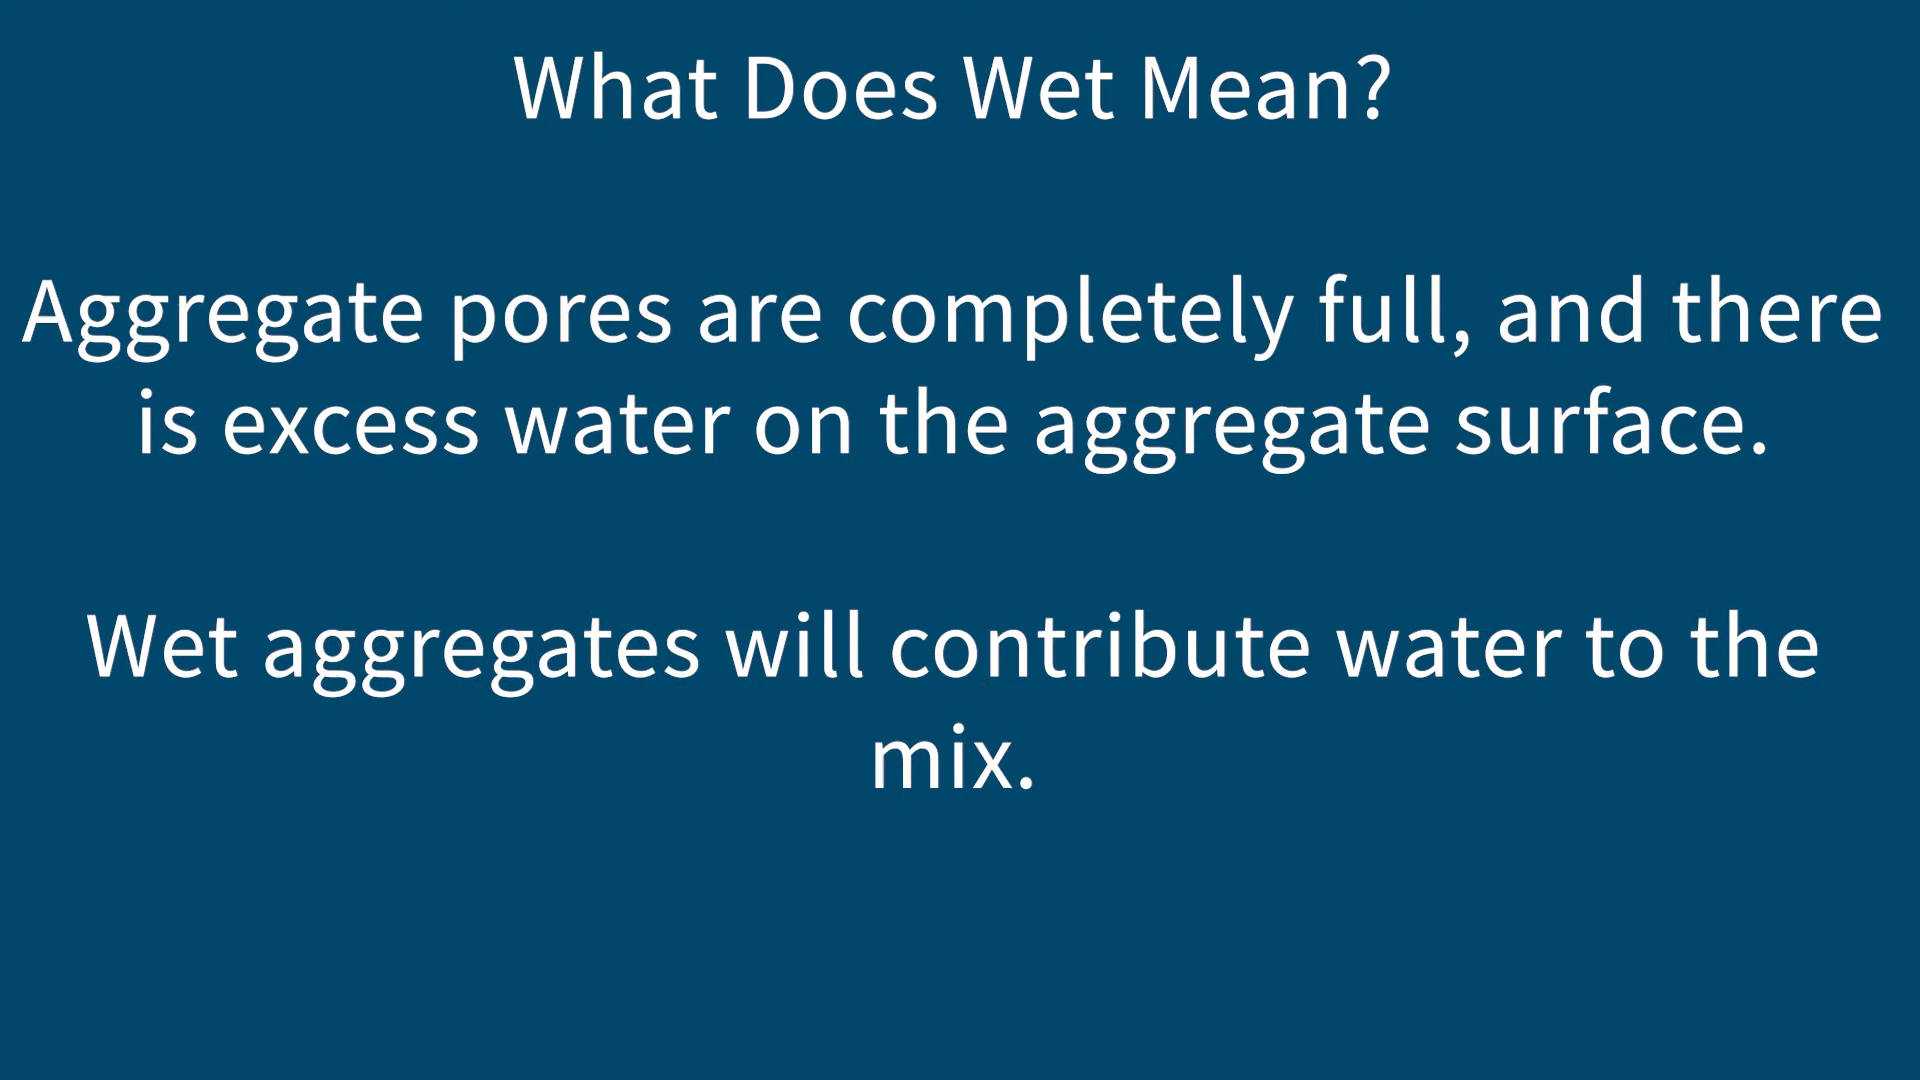 What Does Wet Mean?
Aggregate pores are completely full, and there
is excess water on the aggregate surface.
Wet aggregates will contribute water to the
mix.